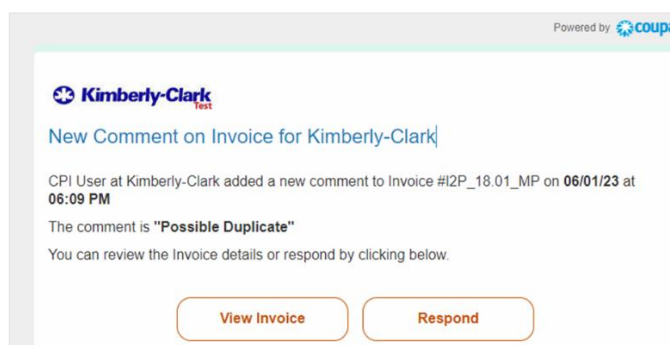 Powered by coupa
Kimberly-Clark
Test
New Comment on Invoice for Kimberly-Clark
CPI User at Kimberly-Clark added a new comment to Invoice #I2P_18.01_MP on 06/01/23 at
06:09 PM
The comment is "Possible Duplicate"
You can review the Invoice details or respond by clicking below.
View Invoice Respond